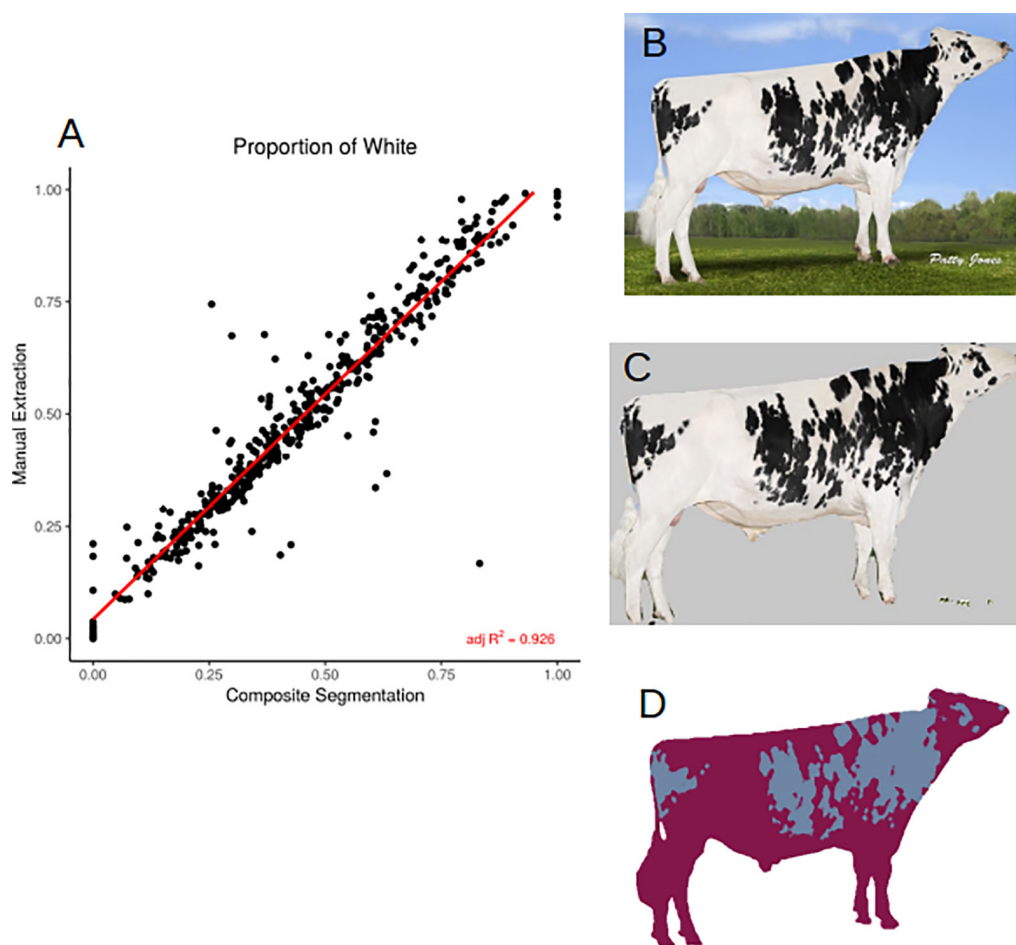 A
Proportion of White
1.00
0.75
0.50
0.25
0.00
Manual Extraction
0.00
0.25
0.50
0.75
1.00
Composite Segmentation
adj R² = 0.926
B
Patty Jones
C
D